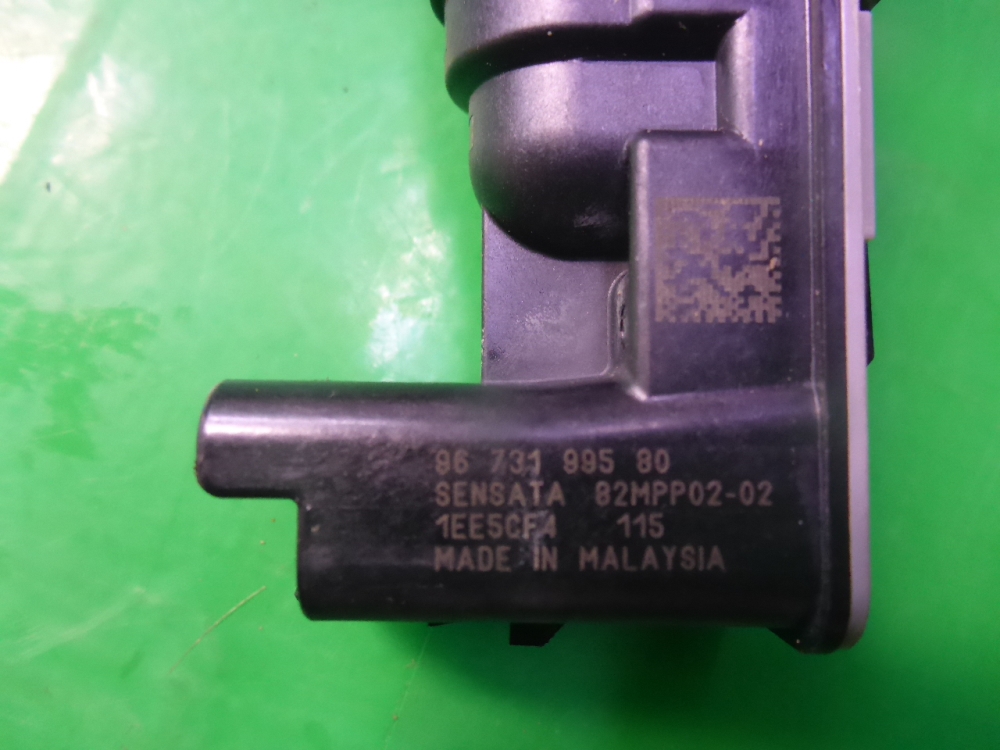 96 731 995 80
SENSATA 82MPP02-02
1EE5CF4 115
MADE IN MALAYSIA